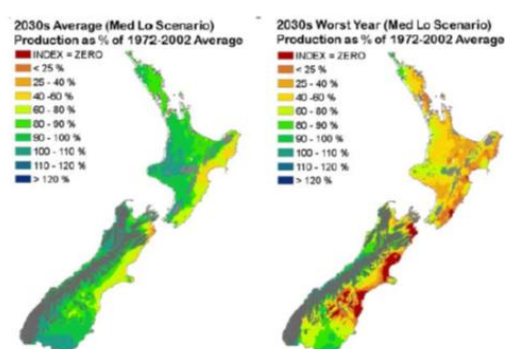 2030s Average (Med Lo Scenario)
Production as % of 1972-2002 Average
INDEX = ZERO
< 25 %
25 - 40 %
40 -60 %
60 - 80 %
80 - 90 %
90 - 100 %
100 - 110 %
110 - 120 %
> 120 %
2030s Worst Year (Med Lo Scenario)
Production as % of 1972-2002 Average
INDEX = ZERO
< 25 %
25 - 40 %
40 -60 %
60 - 80 %
80 - 90 %
90 - 100 %
100 - 110 %
110 - 120 %
> 120 %